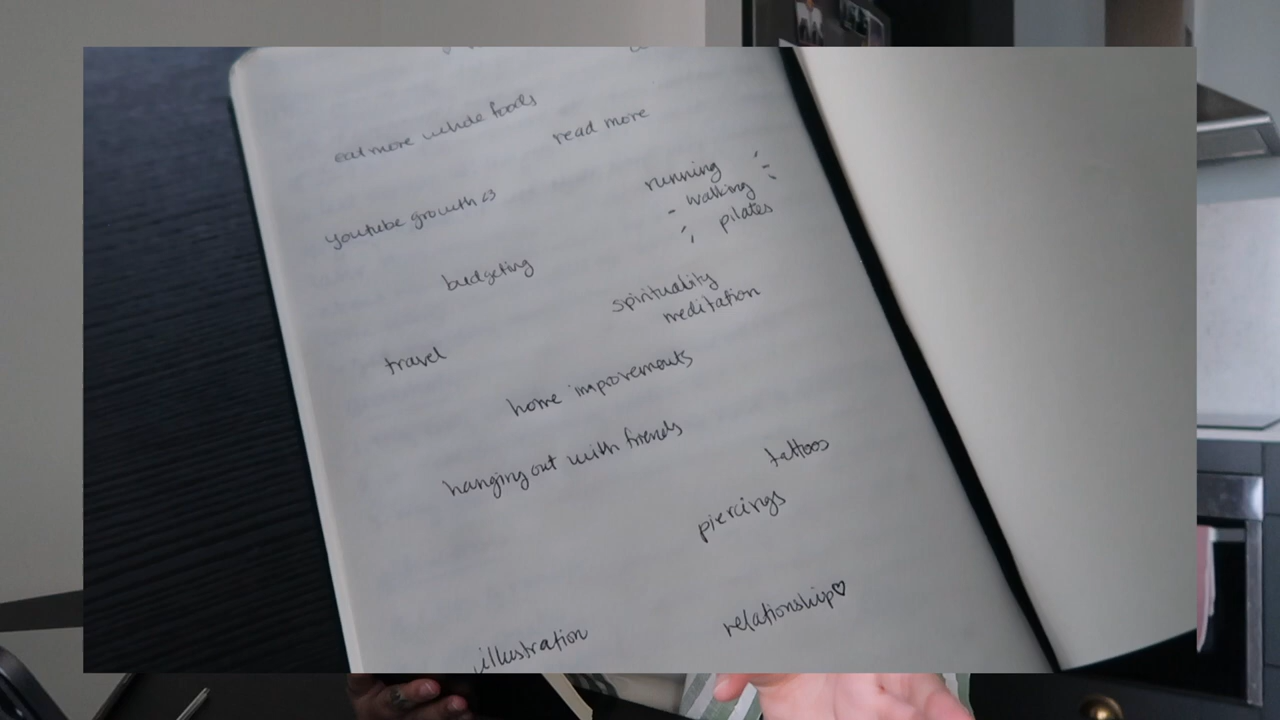 eat more whole foods
read more
youtube growth <3
running
walking
pilates
budgeting
spirituality
meditation
travel
home improvements
hanging out with friends
tattoos
piercings
relationship♡
illustration